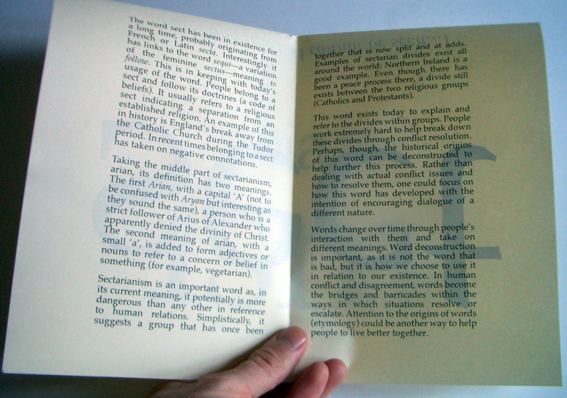 The word sect has been in existence for
a long time, probably originating from
French or Latin secta. Interestingly it
has links to the word sequi—a variation
of the feminine sectus—meaning to
follow. This is in keeping with today's
usage of the word. People belong to a
sect and follow its doctrines (a code of
beliefs). It usually refers to a religious
sect indicating a separation from an
established religion. An example of this
in history is England's break away from
the Catholic Church during the Tudor
period. In recent times belonging to a sect
has taken on negative connotations.
Taking the middle part of sectarianism,
arian, its definition has two meanings.
The first Arian, with a capital 'A' (not to
be confused with Aryan but interesting as
they sound the same), a person who is a
strict follower of Arius of Alexander who
apparently denied the divinity of Christ.
The second meaning of arian, with a
small 'a', is added to form adjectives or
nouns to refer to a concern or belief in
something (for example, vegetarian).
Sectarianism is an important word as, in
its current meaning, it potentially is more
dangerous than any other in reference
to human relations. Simplistically, it
suggests a group that has once been
together that is now split and at odds.
Examples of sectarian divides exist all
around the world: Northern Ireland is a
good example. Even though there has
been a peace process there, a divide still
exists between the two religious groups
(Catholics and Protestants).
This word exists today to explain and
refer to the divides within groups. People
work extremely hard to help break down
these divides through conflict resolution.
Perhaps, though, the historical origins
of this word can be deconstructed to
help further this process. Rather than
dealing with actual conflict issues and
how to resolve them, one could focus on
how this word has developed with the
intention of encouraging dialogue of a
different nature.
Words change over time through people's
interaction with them and take on
different meanings. Word deconstruction
is important, as it is not the word that
is bad, but it is how we choose to use it
in relation to our existence. In human
conflict and disagreement, words become
the bridges and barricades within the
ways in which situations resolve or
escalate. Attention to the origins of words
(etymology) could be another way to help
people to live better together.